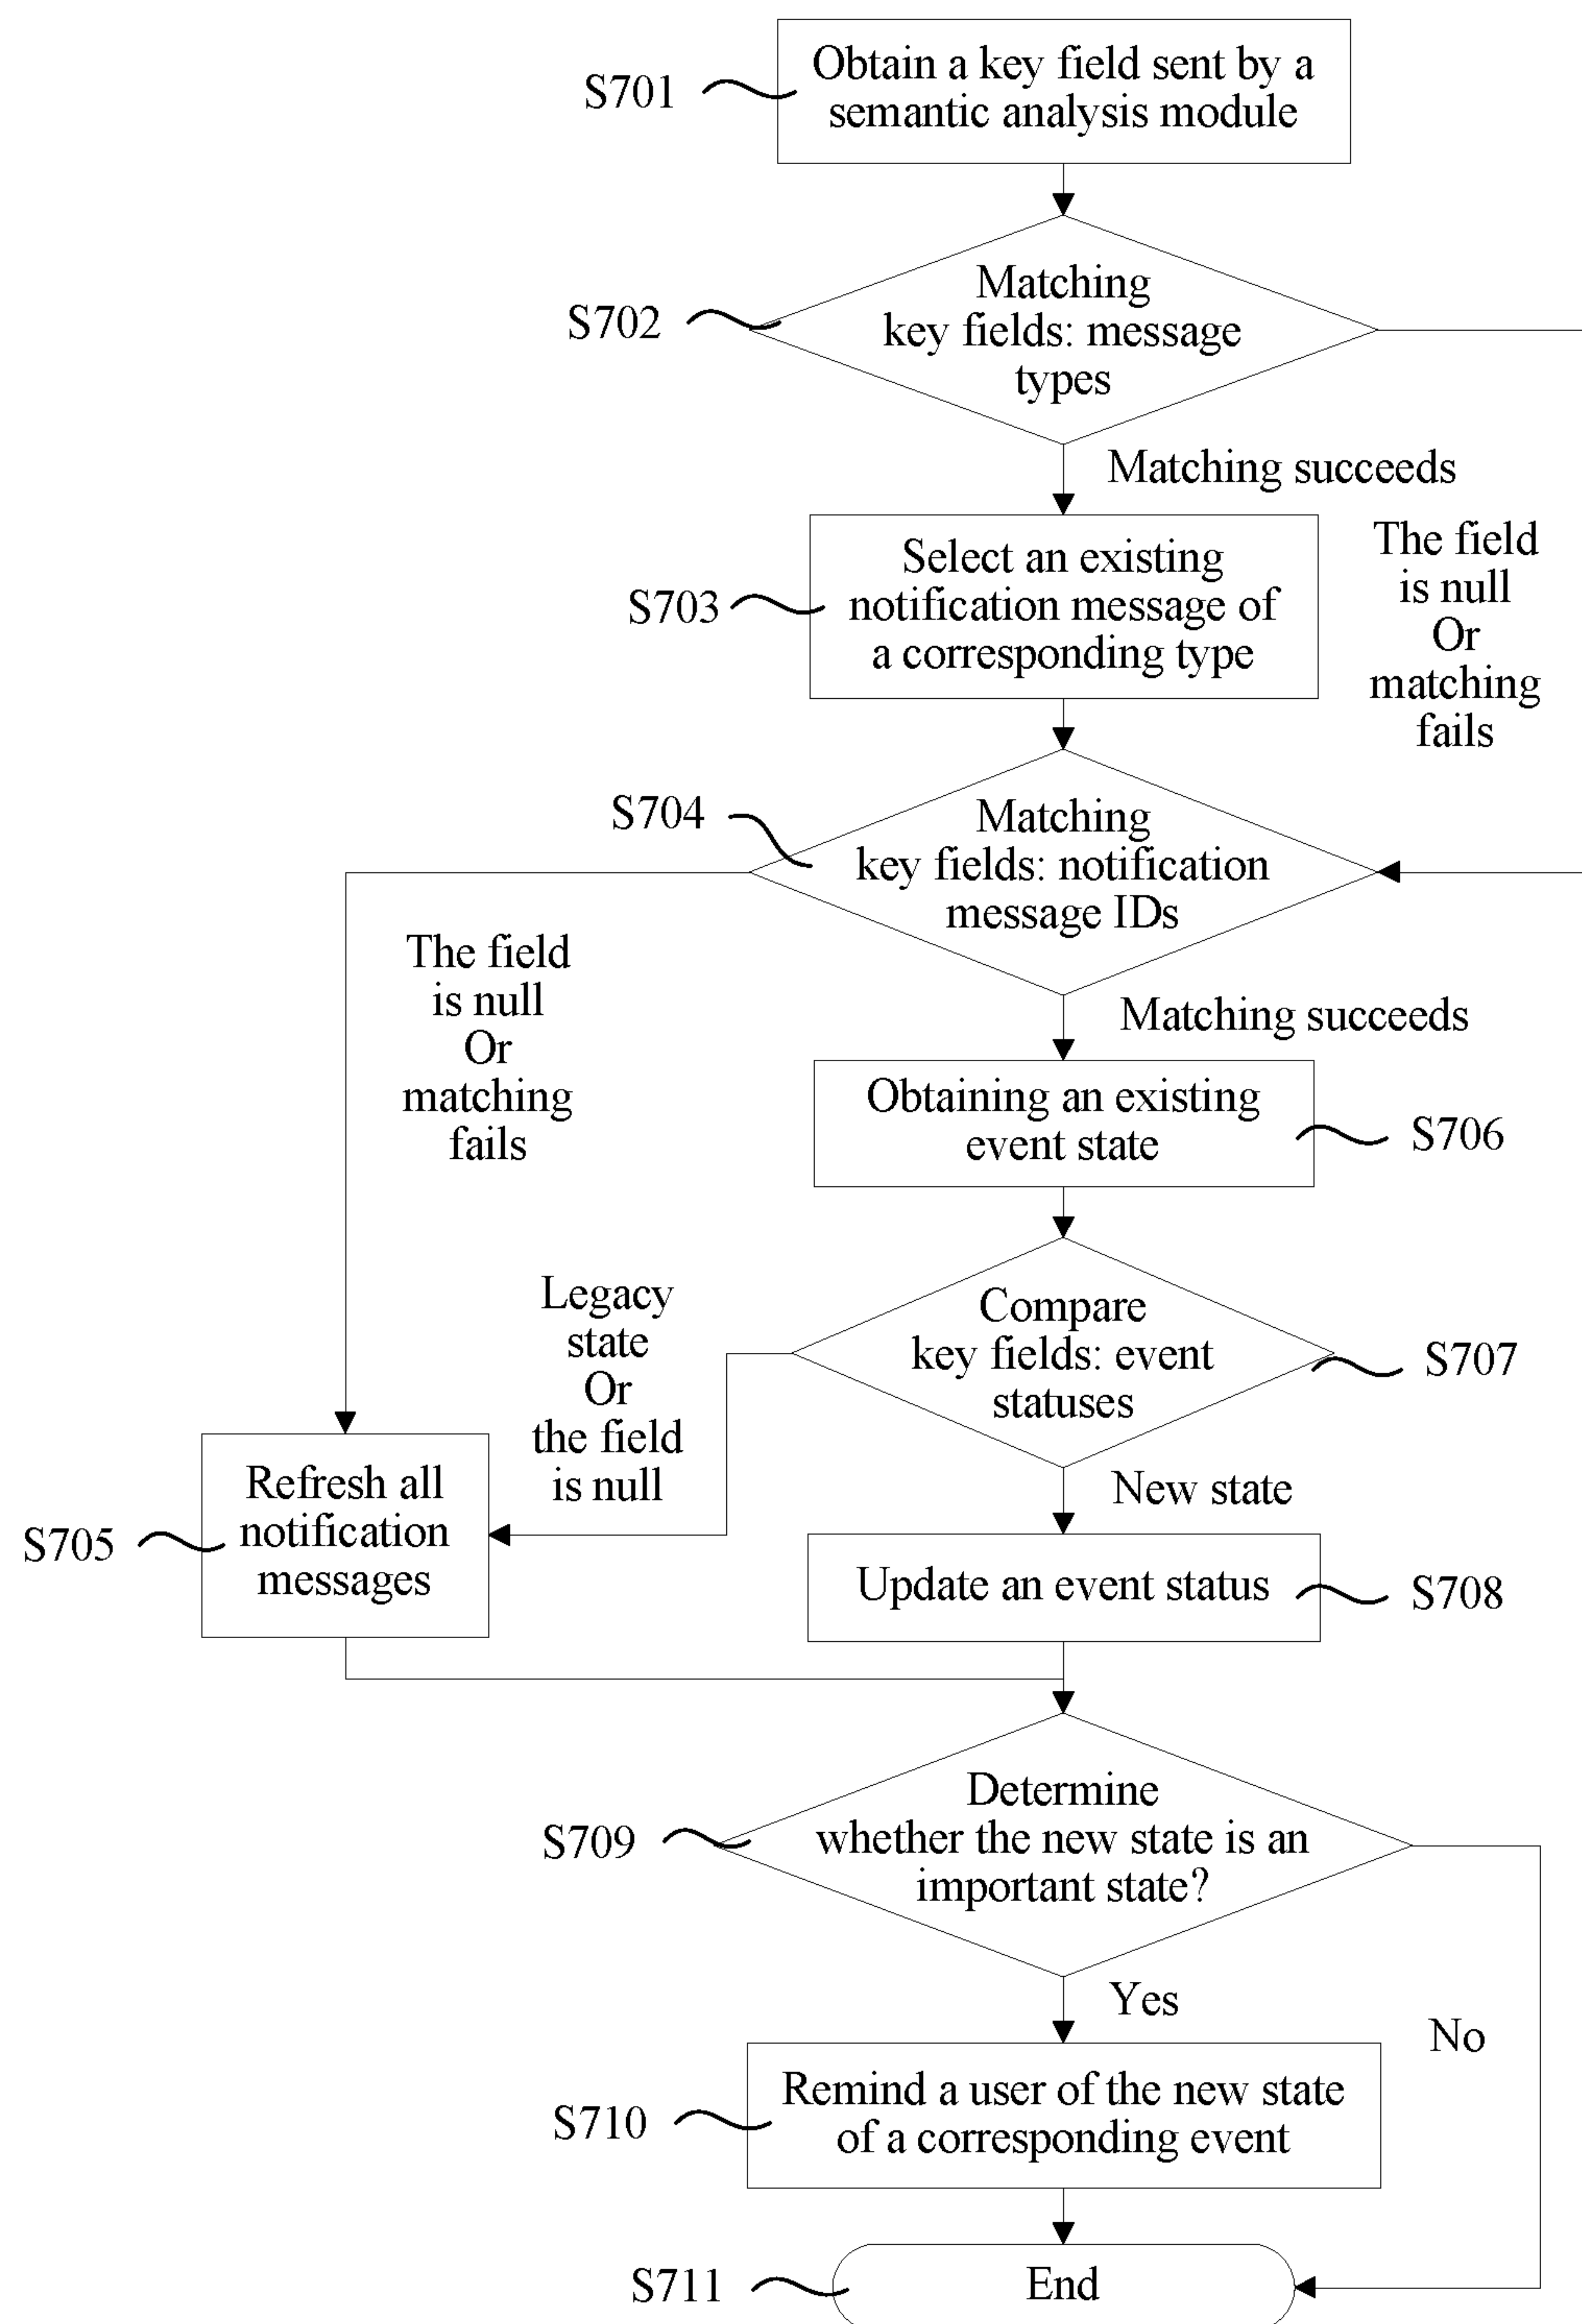 S701
Obtain a key field sent by a
semantic analysis module
S702
Matching
key fields: message
types
Matching succeeds
The field
is null
Or
matching
fails
S703
Select an existing
notification message of
a corresponding type
S704
Matching
key fields: notification
message IDs
The field
is null
Or
matching
fails
Matching succeeds
Obtaining an existing
event state
S706
Legacy
state
Or
the field
is null
Compare
key fields: event
statuses
S707
New state
S705
Refresh all
notification
messages
Update an event status
S708
S709
Determine
whether the new state is an
important state?
Yes
No
S710
Remind a user of the new state
of a corresponding event
S711
End